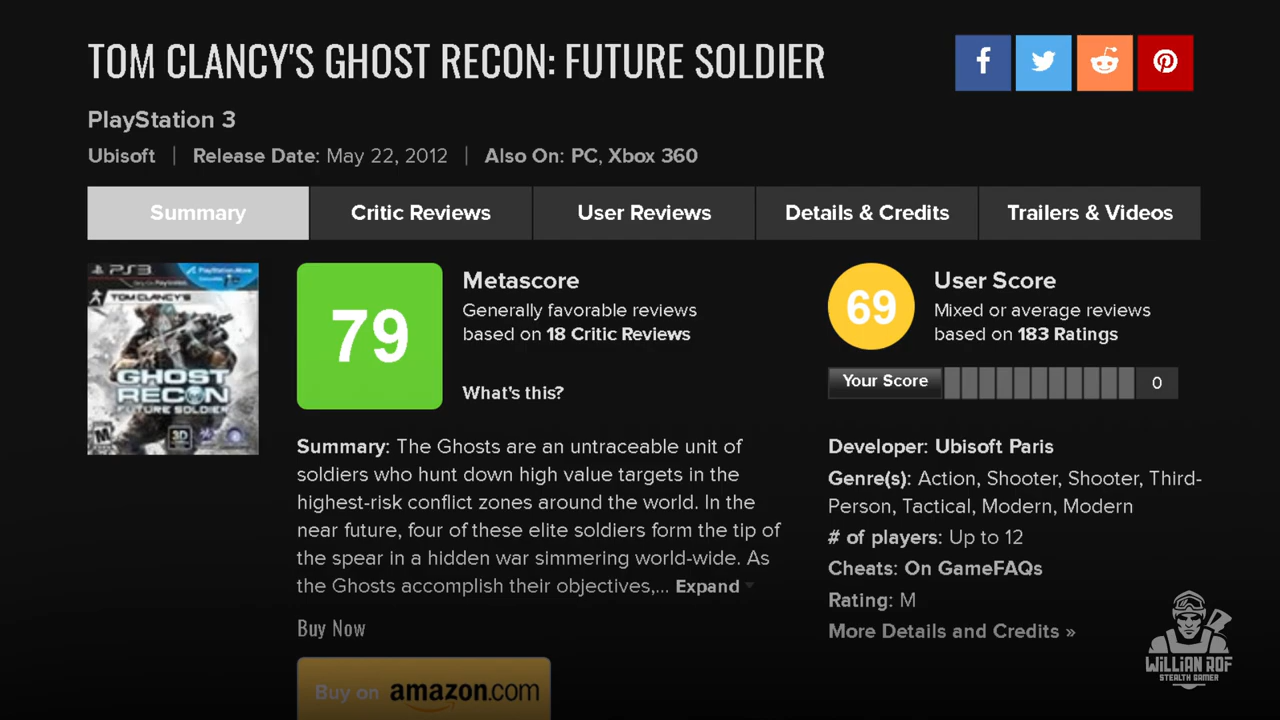 TOM CLANCY'S GHOST RECON: FUTURE SOLDIER
PlayStation 3
Ubisoft | Release Date: May 22, 2012 | Also On: PC, Xbox 360
Summary
Critic Reviews
User Reviews
Details & Credits
Trailers & Videos
PS3
PlayStation Move
TOM CLANCY'S
GHOST
RECON
FUTURE SOLDIER
M
3D
79
Metascore
Generally favorable reviews
based on 18 Critic Reviews
What's this?
69
User Score
Mixed or average reviews
based on 183 Ratings
Your Score
0
Summary: The Ghosts are an untraceable unit of
soldiers who hunt down high value targets in the
highest-risk conflict zones around the world. In the
near future, four of these elite soldiers form the tip of
the spear in a hidden war simmering world-wide. As
the Ghosts accomplish their objectives,... Expand
Buy Now
Buy on amazon.com
Developer: Ubisoft Paris
Genre(s): Action, Shooter, Shooter, Third-
Person, Tactical, Modern, Modern
# of players: Up to 12
Cheats: On GameFAQs
Rating: M
More Details and Credits »
WiLLiAN ROF
STEALTH GAMER